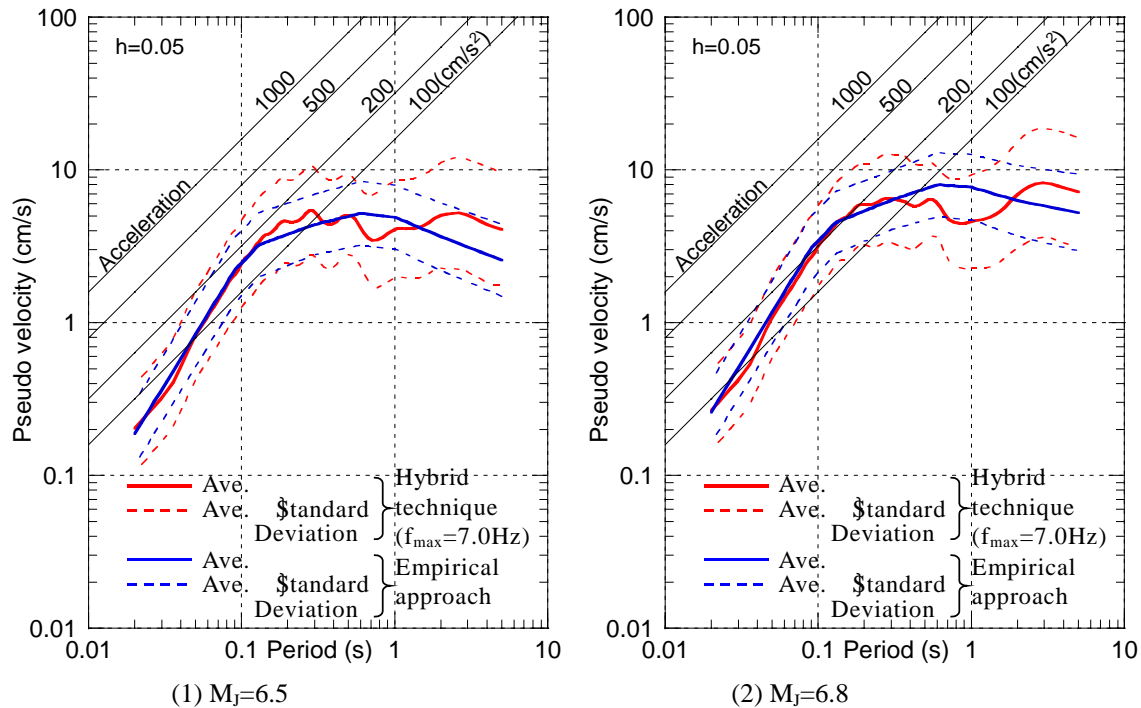 100
h=0.05
1000
500
200
100(cm/s²)
Acceleration
10
1
0.1
0.01
Pseudo velocity (cm/s)
Ave.
Ave. Standard
Deviation
Hybrid
technique
(fmax=7.0Hz)
Ave.
Ave. Standard
Deviation
Empirical
approach
0.01
0.1
Period (s)
1
10
(1) MJ=6.5
100
h=0.05
1000
500
200
100(cm/s²)
Acceleration
10
1
0.1
0.01
Pseudo velocity (cm/s)
Ave.
Ave. Standard
Deviation
Hybrid
technique
(fmax=7.0Hz)
Ave.
Ave. Standard
Deviation
Empirical
approach
0.01
0.1
Period (s)
1
10
(2) MJ=6.8